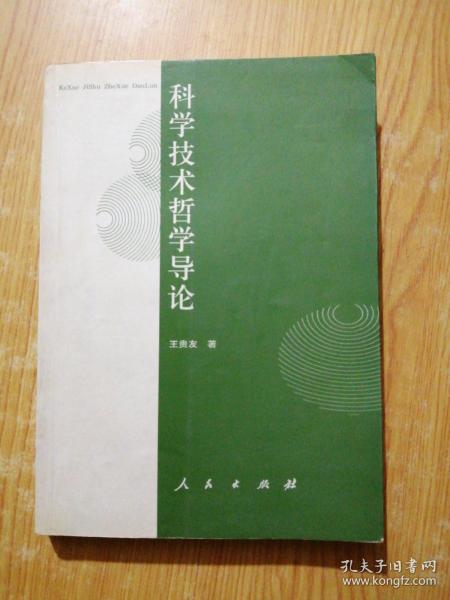 KeXue JiShu ZheXue DaoLun
科学技术哲学导论
王贵友 著
人民出版社
孔夫子旧书网
www.kongfz.com